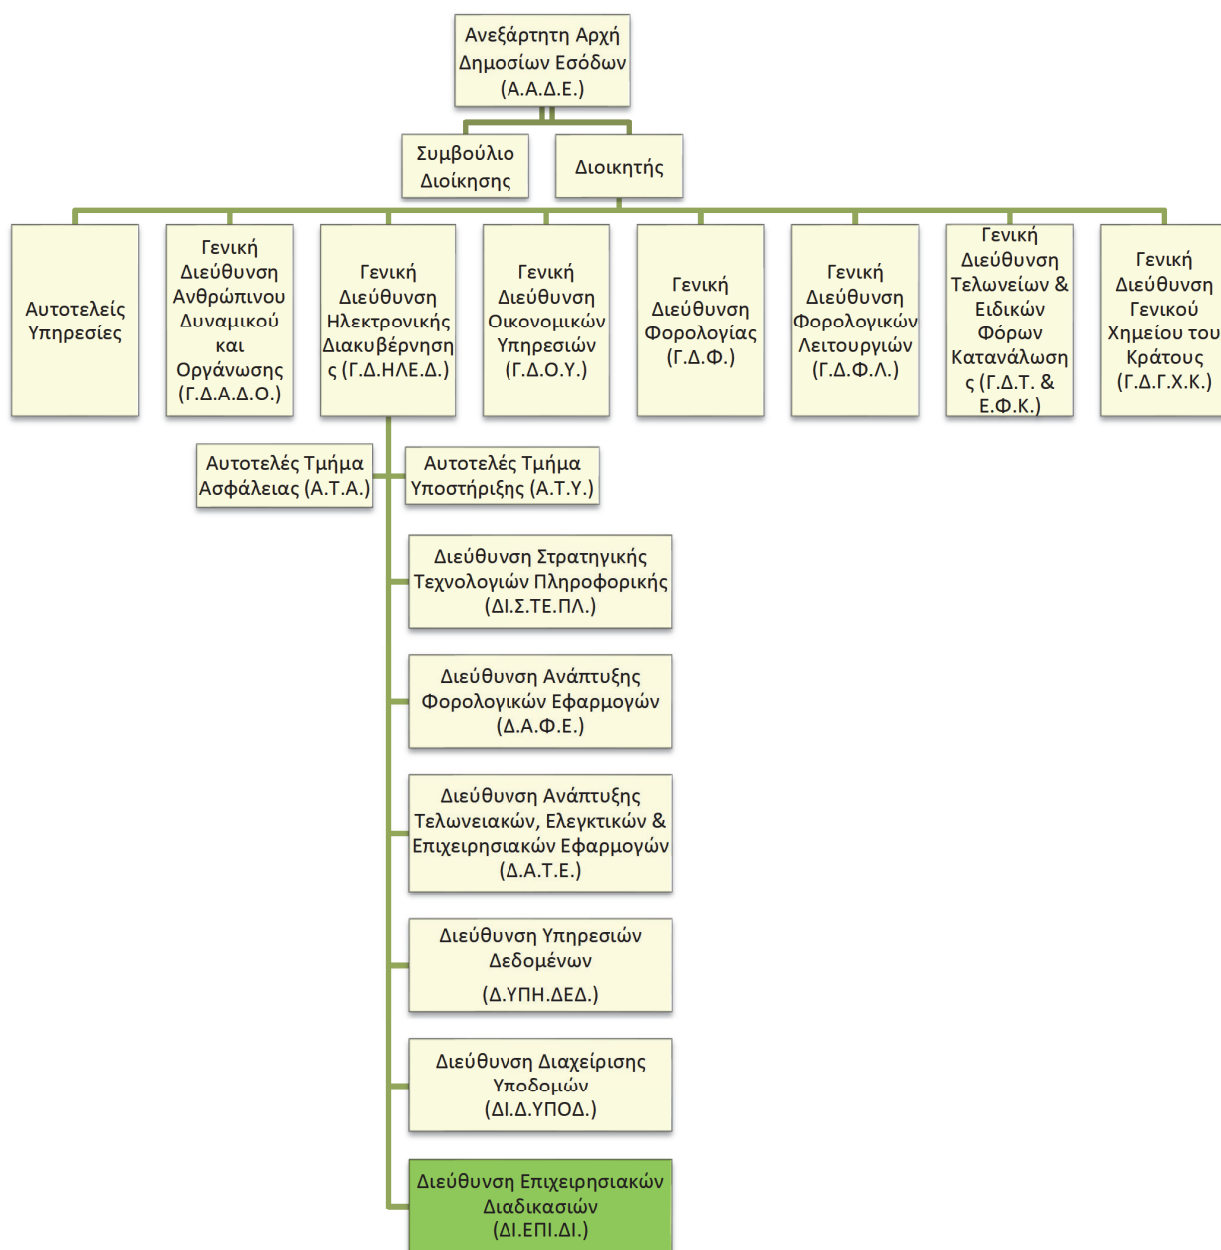 Ανεξάρτητη Αρχή
Δημοσίων Εσόδων
(Α.Α.Δ.Ε.)
Συμβούλιο
Διοίκησης
Διοικητής
Αυτοτελείς
Υπηρεσίες
Γενική
Διεύθυνση
Ανθρώπινου
Δυναμικού
και
Οργάνωσης
(Γ.Δ.Α.Δ.Ο.)
Γενική
Διεύθυνση
Ηλεκτρονικής
Διακυβέρνηση
ς (Γ.Δ.ΗΛΕ.Δ.)
Γενική
Διεύθυνση
Οικονομικών
Υπηρεσιών
(Γ.Δ.Ο.Υ.)
Γενική
Διεύθυνση
Φορολογίας
(Γ.Δ.Φ.)
Γενική
Διεύθυνση
Φορολογικών
Λειτουργιών
(Γ.Δ.Φ.Λ.)
Γενική
Διεύθυνση
Τελωνείων &
Ειδικών
Φόρων
Κατανάλωση
ς (Γ.Δ.Τ. &
Ε.Φ.Κ.)
Γενική
Διεύθυνση
Γενικού
Χημείου του
Κράτους
(Γ.Δ.Γ.Χ.Κ.)
Αυτοτελές Τμήμα
Ασφάλειας (Α.Τ.Α.)
Αυτοτελές Τμήμα
Υποστήριξης (Α.Τ.Υ.)
Διεύθυνση Στρατηγικής
Τεχνολογιών Πληροφορικής
(ΔΙ.Σ.ΤΕ.ΠΛ.)
Διεύθυνση Ανάπτυξης
Φορολογικών Εφαρμογών
(Δ.Α.Φ.Ε.)
Διεύθυνση Ανάπτυξης
Τελωνειακών, Ελεγκτικών &
Επιχειρησιακών Εφαρμογών
(Δ.Α.Τ.Ε.)
Διεύθυνση Υπηρεσιών
Δεδομένων
(Δ.ΥΠΗ.ΔΕΔ.)
Διεύθυνση Διαχείρισης
Υποδομών
(ΔΙ.Δ.ΥΠΟΔ.)
Διεύθυνση Επιχειρησιακών
Διαδικασιών
(ΔΙ.ΕΠΙ.ΔΙ.)